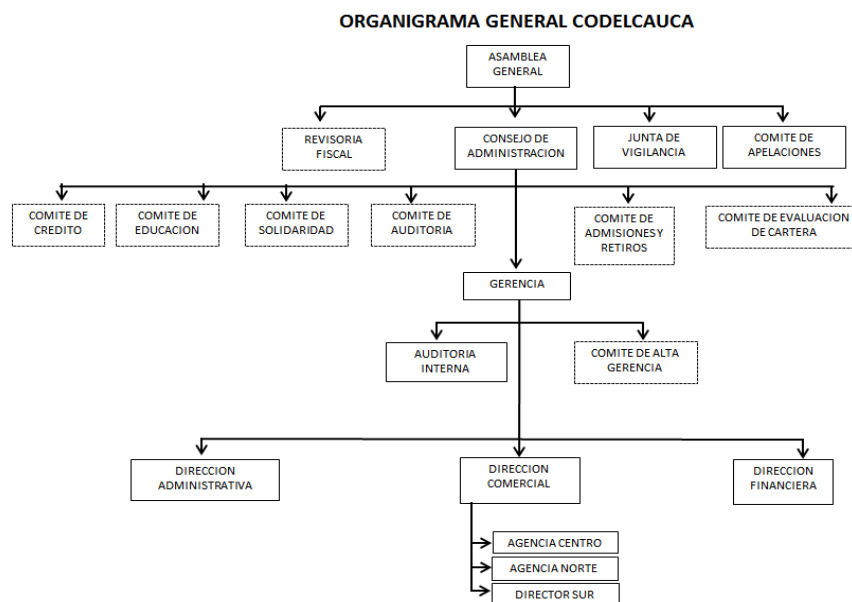 ORGANIGRAMA GENERAL CODELCAUCA
ASAMBLEA
GENERAL
REVISORIA
FISCAL
CONSEJO DE
ADMINISTRACION
JUNTA DE
VIGILANCIA
COMITE DE
APELACIONES
COMITE DE
CREDITO
COMITE DE
EDUCACION
COMITE DE
SOLIDARIDAD
COMITE DE
AUDITORIA
COMITE DE
ADMISIONES Y
RETIROS
COMITE DE EVALUACION
DE CARTERA
GERENCIA
AUDITORIA
INTERNA
COMITE DE ALTA
GERENCIA
DIRECCION
ADMINISTRATIVA
DIRECCION
COMERCIAL
DIRECCION
FINANCIERA
AGENCIA CENTRO
AGENCIA NORTE
DIRECTOR SUR